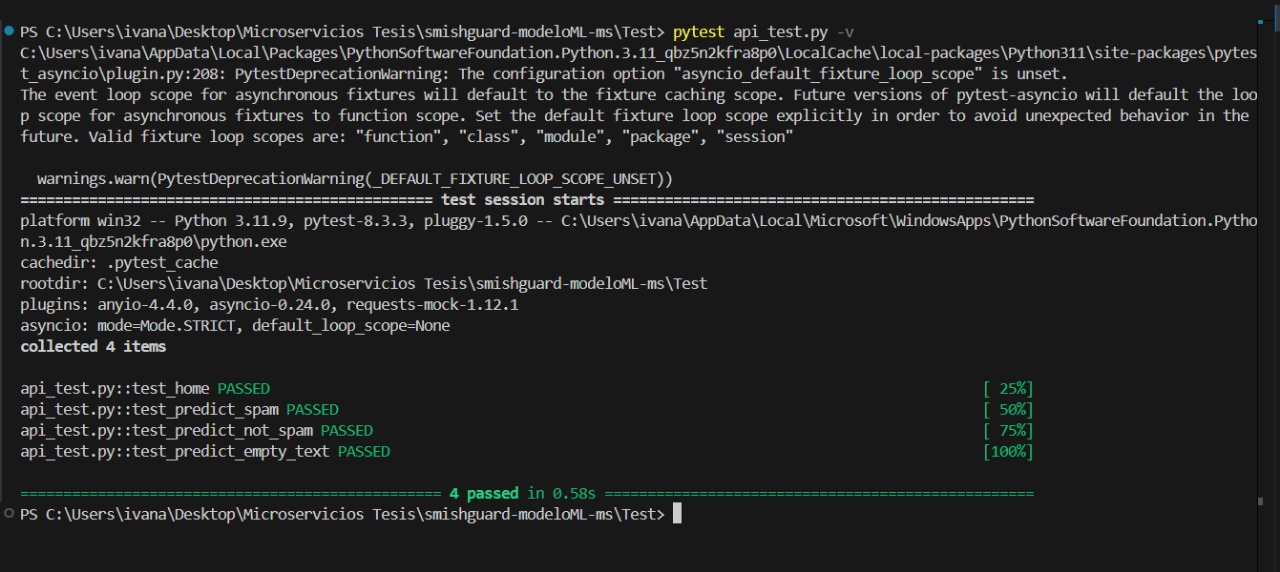 PS C:\Users\ivana\Desktop\Microservicios Tesis\smishguard-modeloML-ms\Test> pytest api_test.py -v
C:\Users\ivana\AppData\Local\Packages\PythonSoftwareFoundation.Python.3.11_qbz5n2kfra8p0\LocalCache\local-packages\Python311\site-packages\pytes
t_asyncio\plugin.py:208: PytestDeprecationWarning: The configuration option "asyncio_default_fixture_loop_scope" is unset.
The event loop scope for asynchronous fixtures will default to the fixture caching scope. Future versions of pytest-asyncio will default the loo
p scope for asynchronous fixtures to function scope. Set the default fixture loop scope explicitly in order to avoid unexpected behavior in the
future. Valid fixture loop scopes are: "function", "class", "module", "package", "session"
warnings.warn(PytestDeprecationWarning(_DEFAULT_FIXTURE_LOOP_SCOPE_UNSET))
================================================ test session starts =================================================
platform win32 -- Python 3.11.9, pytest-8.3.3, pluggy-1.5.0 -- C:\Users\ivana\AppData\Local\Microsoft\WindowsApps\PythonSoftwareFoundation.Pytho
n.3.11_qbz5n2kfra8p0\python.exe
cachedir: .pytest_cache
rootdir: C:\Users\ivana\Desktop\Microservicios Tesis\smishguard-modeloML-ms\Test
plugins: anyio-4.4.0, asyncio-0.24.0, requests-mock-1.12.1
asyncio: mode=Mode.STRICT, default_loop_scope=None
collected 4 items
api_test.py::test_home PASSED [ 25%]
api_test.py::test_predict_spam PASSED [ 50%]
api_test.py::test_predict_not_spam PASSED [ 75%]
api_test.py::test_predict_empty_text PASSED [100%]
================================================= 4 passed in 0.58s ==================================================
PS C:\Users\ivana\Desktop\Microservicios Tesis\smishguard-modeloML-ms\Test>